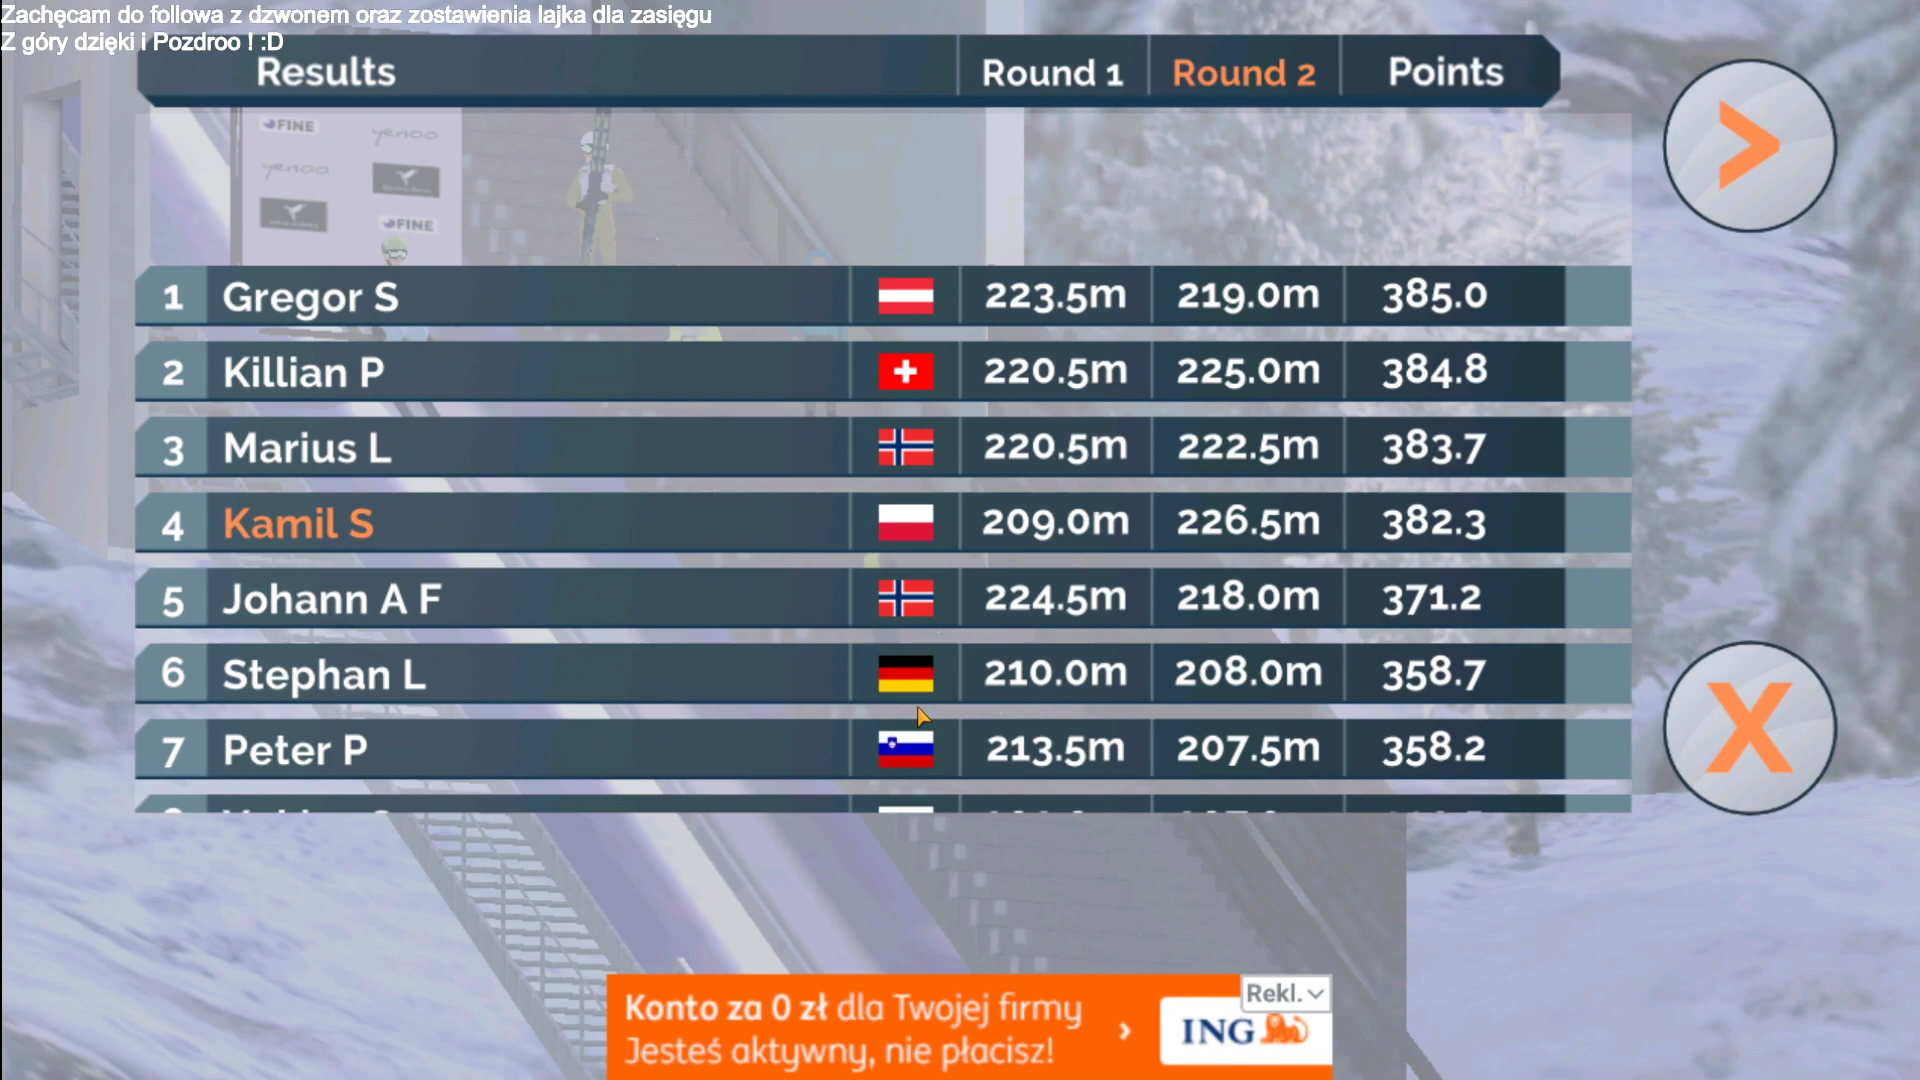 Zachęcam do followa z dzwonem oraz zostawienia lajka dla zasięgu
Z góry dzięki i Pozdroo ! :D
Results Round 1 Round 2 Points
FINE yenoo
yenoo
FINE
1 Gregor S 223.5m 219.0m 385.0
2 Killian P 220.5m 225.0m 384.8
3 Marius L 220.5m 222.5m 383.7
4 Kamil S 209.0m 226.5m 382.3
5 Johann A F 224.5m 218.0m 371.2
6 Stephan L 210.0m 208.0m 358.7
7 Peter P 213.5m 207.5m 358.2
Konto za 0 zł dla Twojej firmy
Jesteś aktywny, nie płacisz!
Rekl.
ING